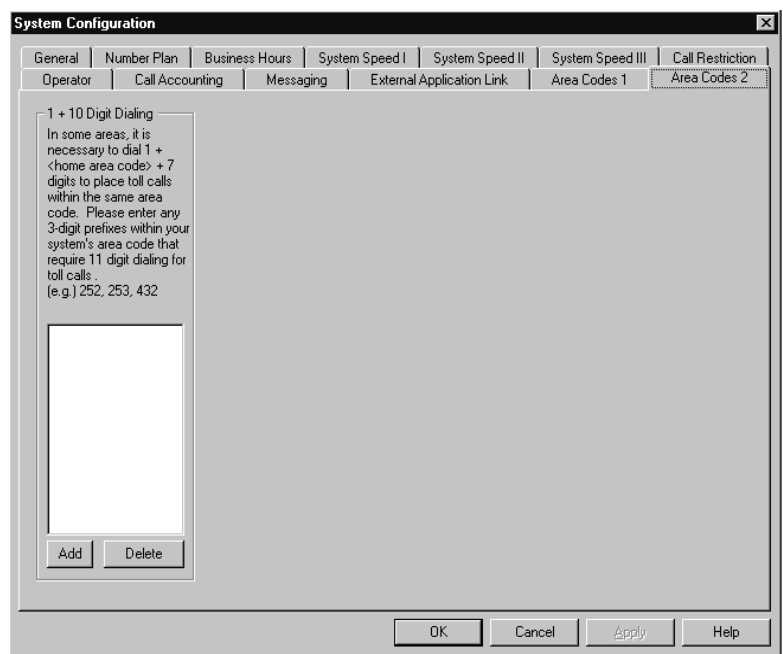 System Configuration
General Number Plan Business Hours System Speed I System Speed II System Speed III Call Restriction
Operator Call Accounting Messaging External Application Link Area Codes 1 Area Codes 2
1 + 10 Digit Dialing
In some areas, it is
necessary to dial 1 +
<home area code> + 7
digits to place toll calls
within the same area
code. Please enter any
3-digit prefixes within your
system's area code that
require 11 digit dialing for
toll calls .
(e.g.) 252, 253, 432
Add Delete
OK Cancel Apply Help